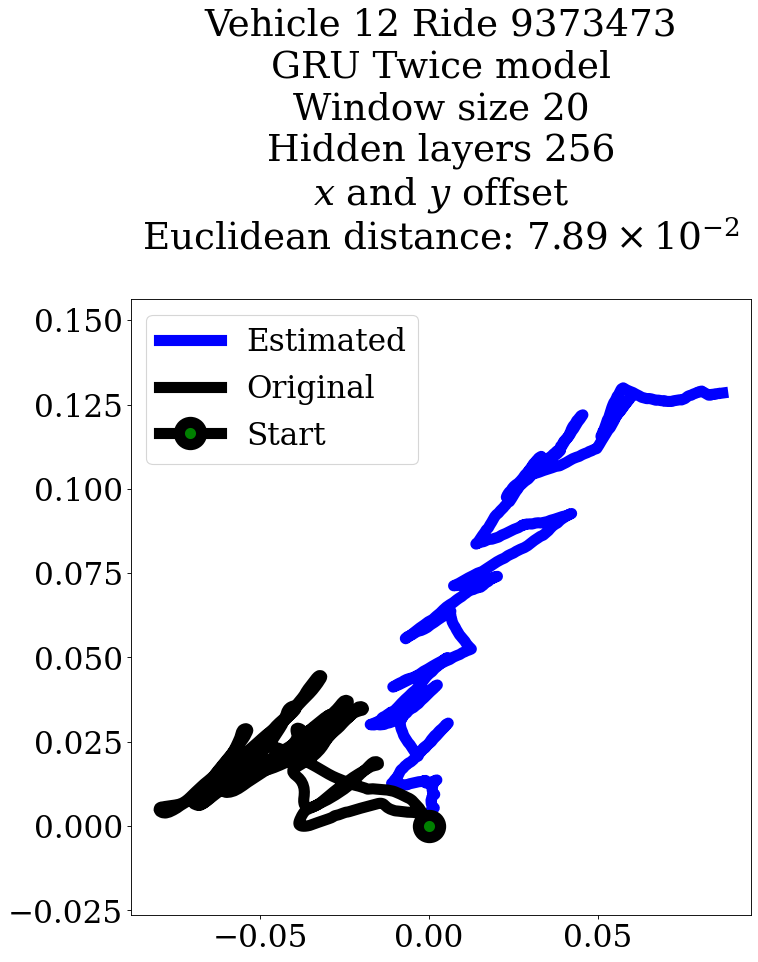 Vehicle 12 Ride 9373473
GRU Twice model
Window size 20
Hidden layers 256
x and y offset
Euclidean distance: 7.89 × 10⁻²
0.150
0.125
0.100
0.075
0.050
0.025
0.000
−0.025
Estimated
Original
Start
−0.05 0.00 0.05